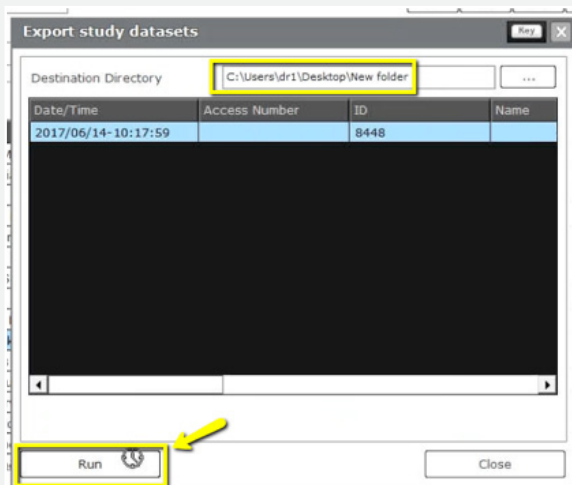 Export study datasets
Key
Destination Directory
C:\Users\dr1\Desktop\New folder
...
Date/Time Access Number ID Name
2017/06/14-10:17:59 8448
Run
Close